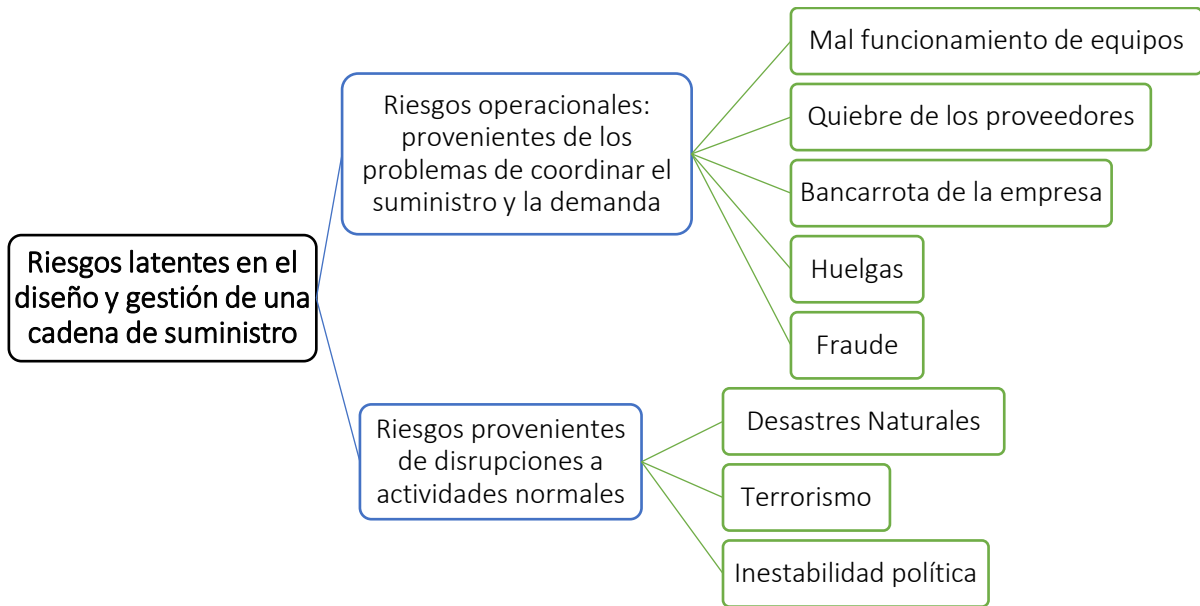 Riesgos latentes en el
diseño y gestión de una
cadena de suministro
Riesgos operacionales:
provenientes de los
problemas de coordinar el
suministro y la demanda
Mal funcionamiento de equipos
Quiebre de los proveedores
Bancarrota de la empresa
Huelgas
Fraude
Riesgos provenientes
de disrupciones a
actividades normales
Desastres Naturales
Terrorismo
Inestabilidad política